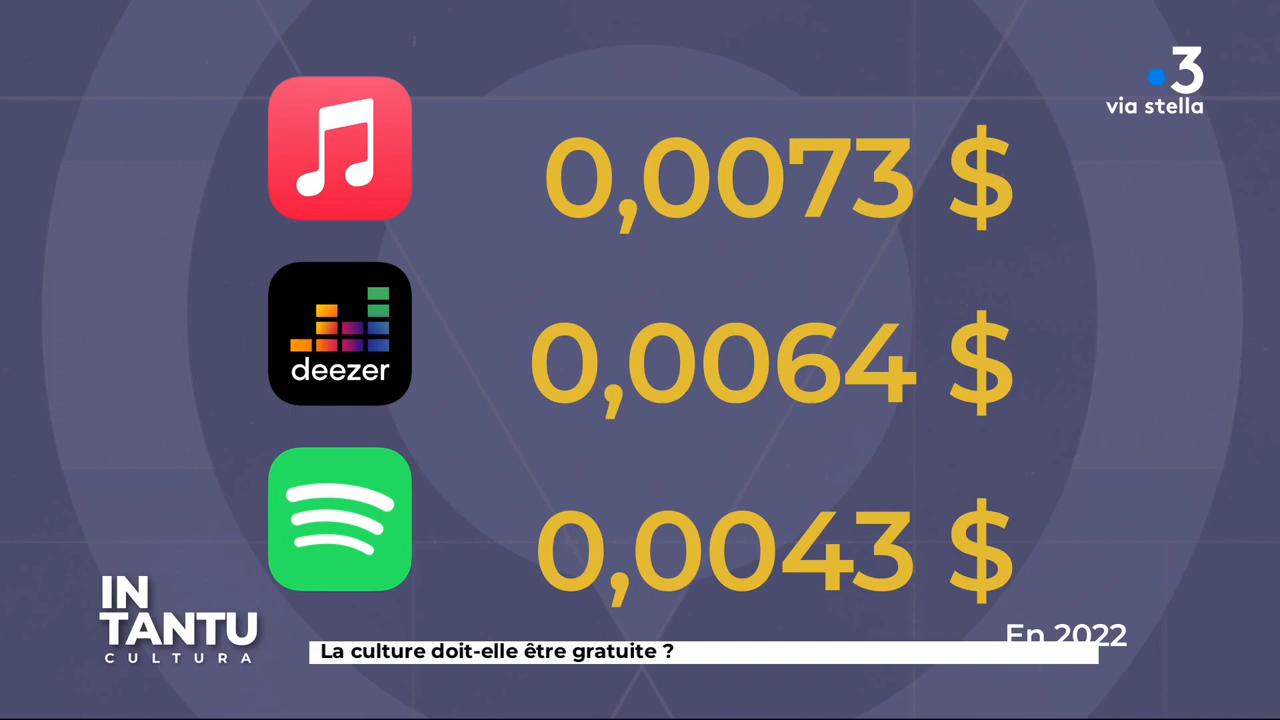 3
via stella
0,0073 $
deezer
0,0064 $
0,0043 $
IN
TANTU
CULTURA
En 2022
La culture doit-elle être gratuite ?